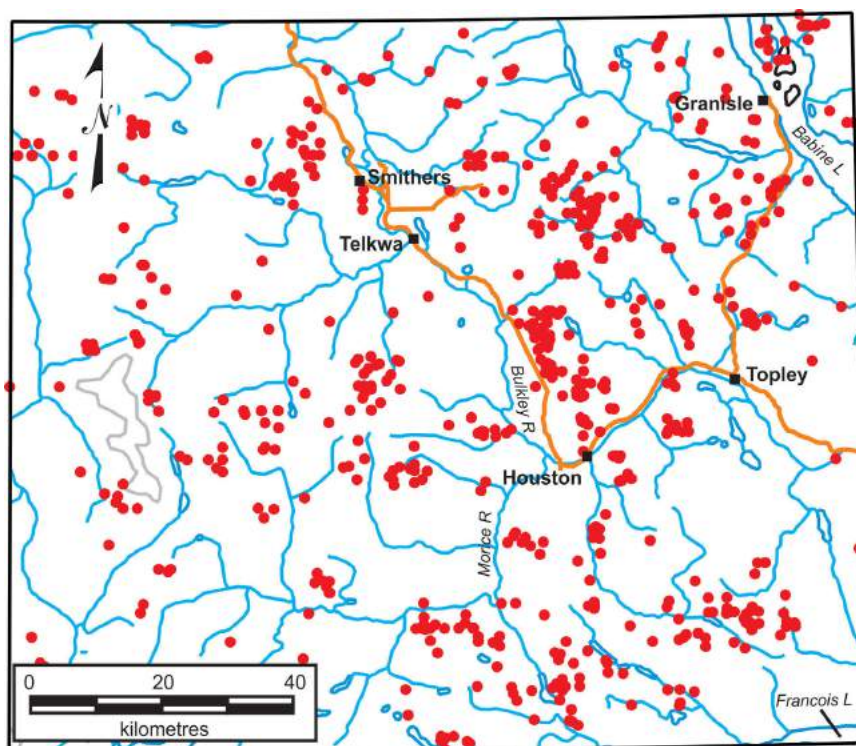 N
Granisle
Babine L
Smithers
Telkwa
Bulkley R
Topley
Houston
Morice R
0 20 40
kilometres
Francois L